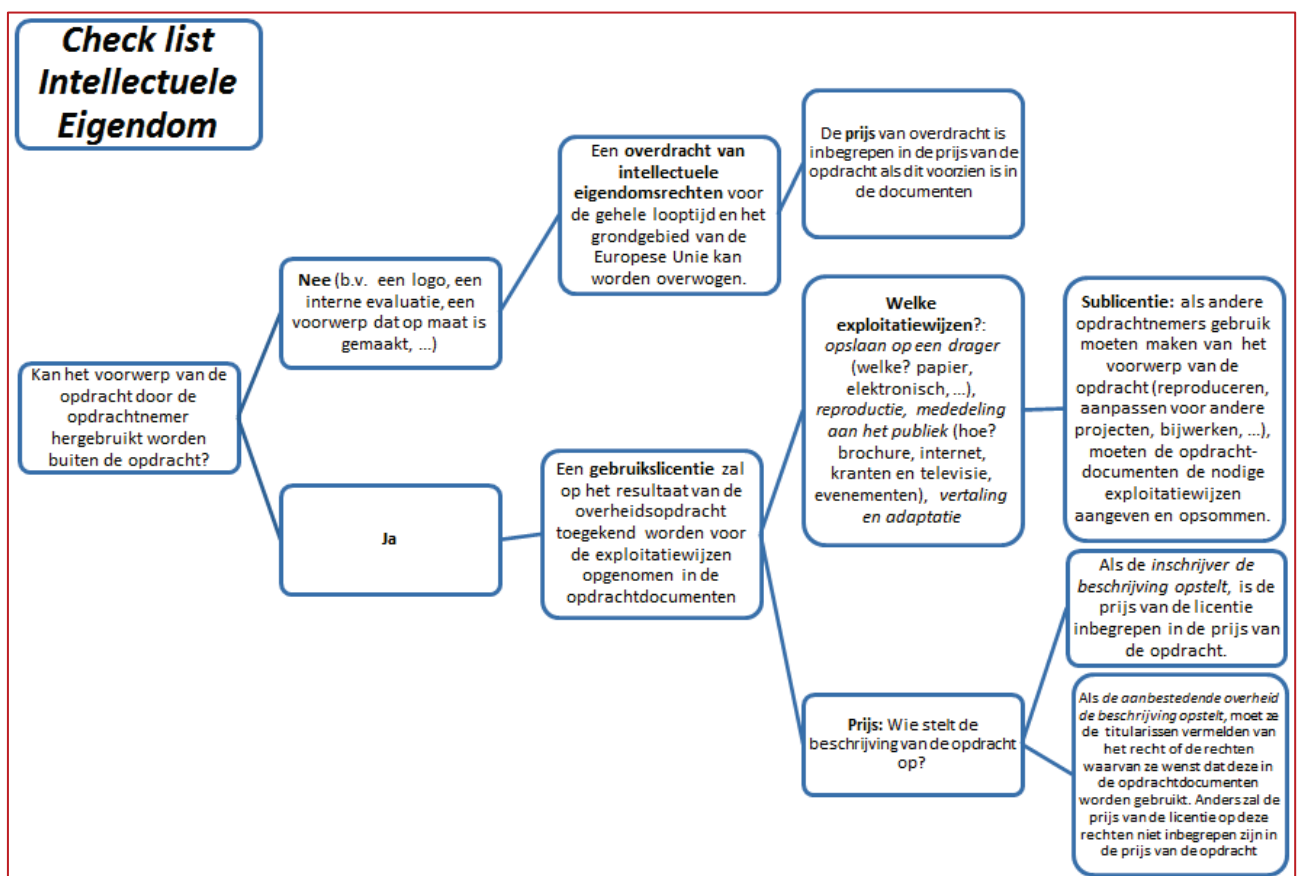 Check list
Intellectuele
Eigendom
Kan het voorwerp van de
opdracht door de
opdrachtnemer
hergebruikt worden
buiten de opdracht?
Nee (b.v. een logo, een
interne evaluatie, een
voorwerp dat op maat is
gemaakt, ...)
Een overdracht van
intellectuele
eigendomsrechten voor
de gehele looptijd en het
grondgebied van de
Europese Unie kan
worden overwogen.
De prijs van overdracht is
inbegrepen in de prijs van de
opdracht als dit voorzien is in
de documenten
Ja
Een gebruikslicentie zal
op het resultaat van de
overheidsopdracht
toegekend worden voor
de exploitatiewijzen
opgenomen in de
opdrachtdocumenten
Welke
exploitatiewijzen?:
opslaan op een drager
(welke? papier,
elektronisch, ...),
reproductie, mededeling
aan het publiek (hoe?
brochure, internet,
kranten en televisie,
evenementen), vertaling
en adaptatie
Sublicentie: als andere
opdrachtnemers gebruik
moeten maken van het
voorwerp van de
opdracht (reproduceren,
aanpassen voor andere
projecten, bijwerken, ...),
moeten de opdracht-
documenten de nodige
exploitatiewijzen
aangeven en opsommen.
Prijs: Wie stelt de
beschrijving van de opdracht
op?
Als de inschrijver de
beschrijving opstelt, is de
prijs van de licentie
inbegrepen in de prijs van
de opdracht.
Als de aanbestedende overheid
de beschrijving opstelt, moet ze
de titularissen vermelden van
het recht of de rechten
waarvan ze wenst dat deze in
de opdrachtdocumenten
worden gebruikt. Anders zal de
prijs van de licentie op deze
rechten niet inbegrepen zijn in
de prijs van de opdracht